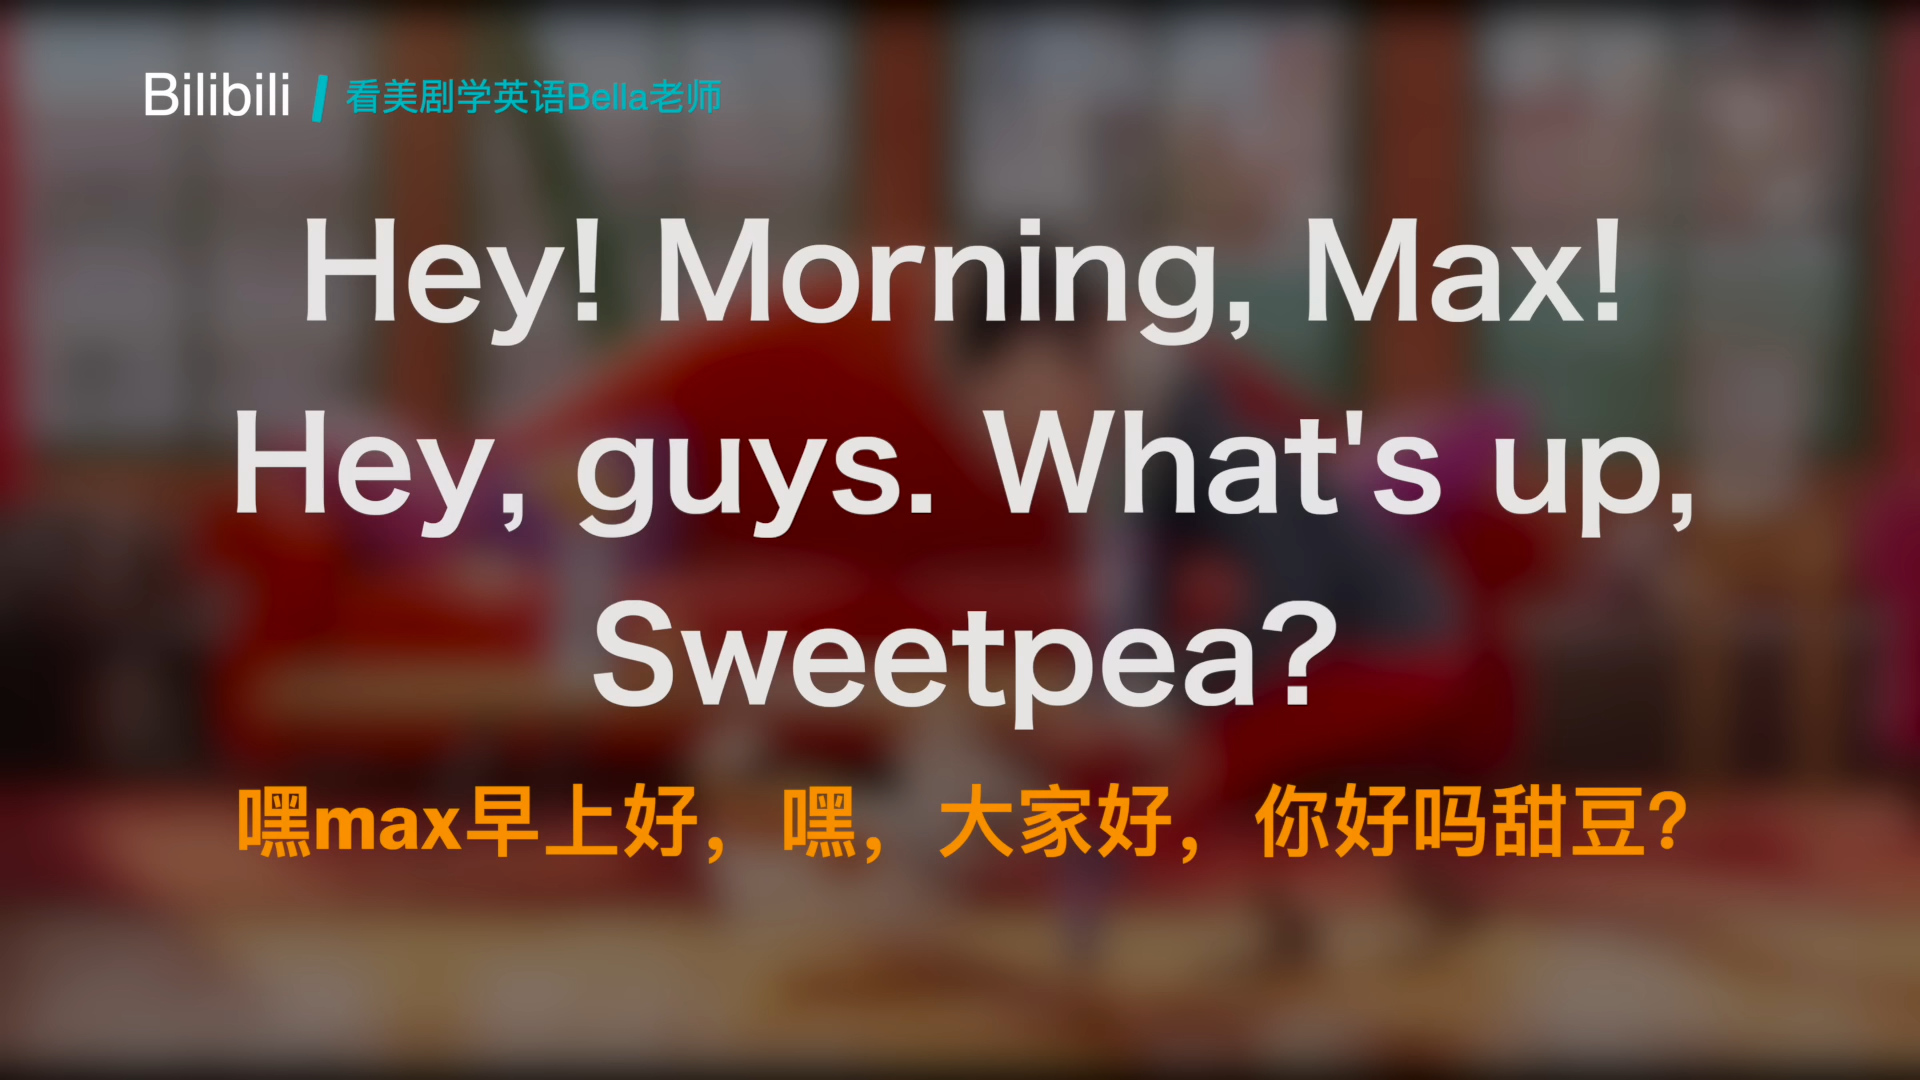 Bilibili / 看美剧学英语Bella老师
Hey! Morning, Max!
Hey, guys. What's up,
Sweetpea?
嘿max早上好，嘿，大家好，你好吗甜豆？